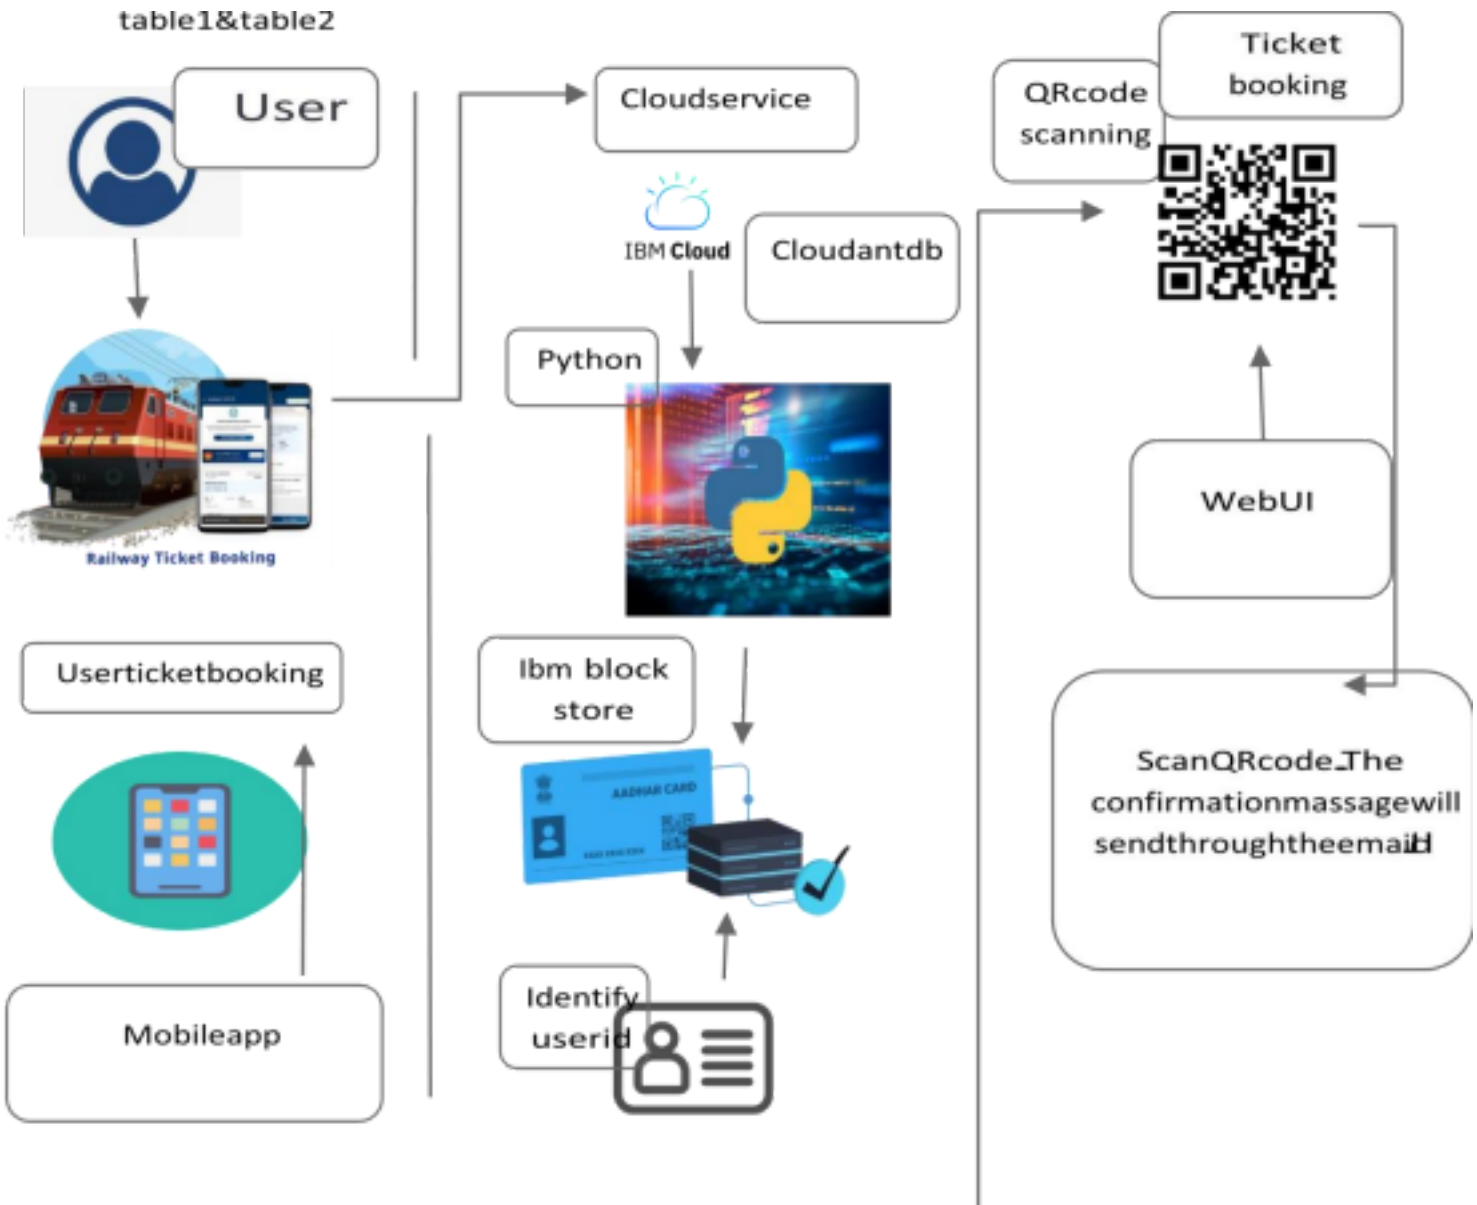 table1&table2
User
Railway Ticket Booking
Userticketbooking
Mobileapp
Cloudservice
IBM Cloud
Cloudantdb
Python
Ibm block
store
AADHAR CARD
Identify
userid
QRcode
scanning
Ticket
booking
WebUI
ScanQRcode.The
confirmationmassagewill
sendthroughtheemail